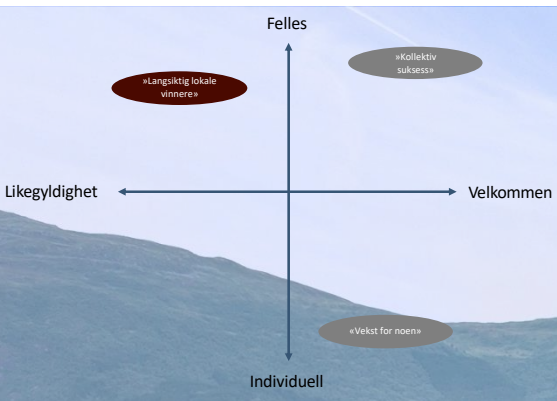 Felles
»Kollektiv
suksess»
»Langsiktig lokale
vinnere»
Likegyldighet
Velkommen
«Vekst for noen»
Individuell